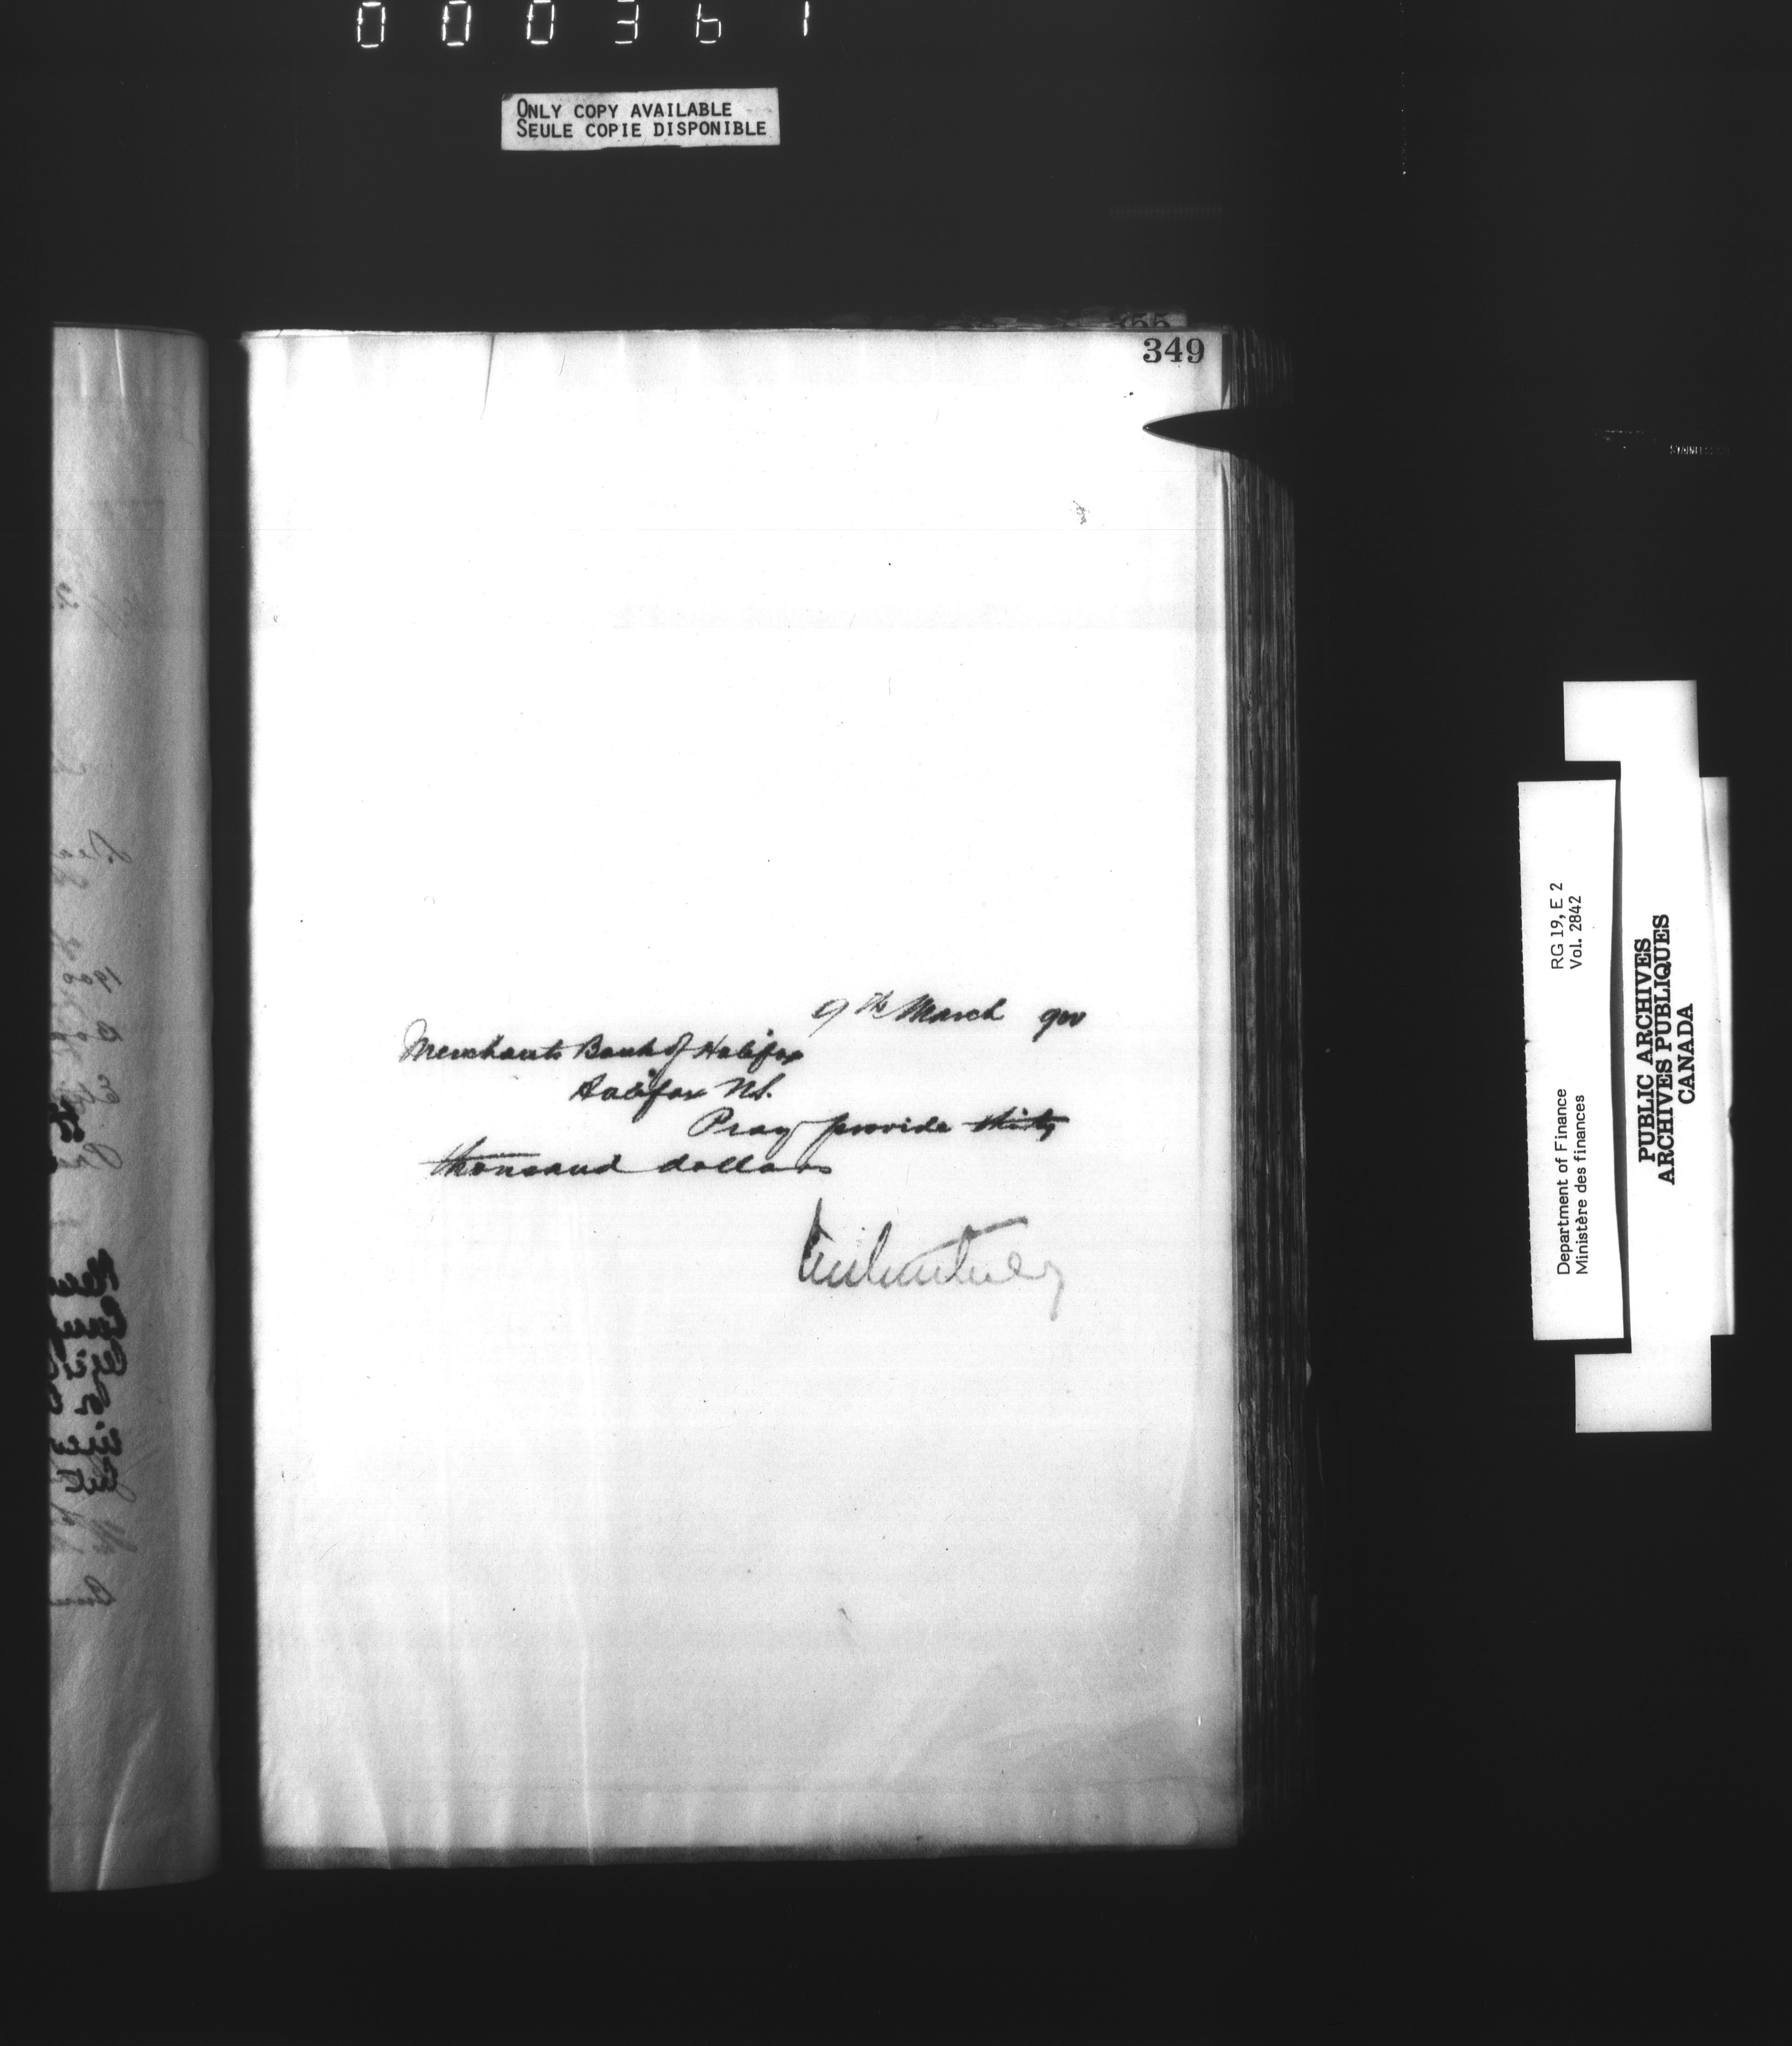 000361
ONLY COPY AVAILABLE
SEULE COPIE DISPONIBLE
355
349
9th March 900
Merchants Bank of Halifax
Halifax N.S.
Pray provide thirty
thousand dollars
Department of Finance RG 19, E 2
Ministère des finances Vol. 2842
PUBLIC ARCHIVES
ARCHIVES PUBLIQUES
CANADA